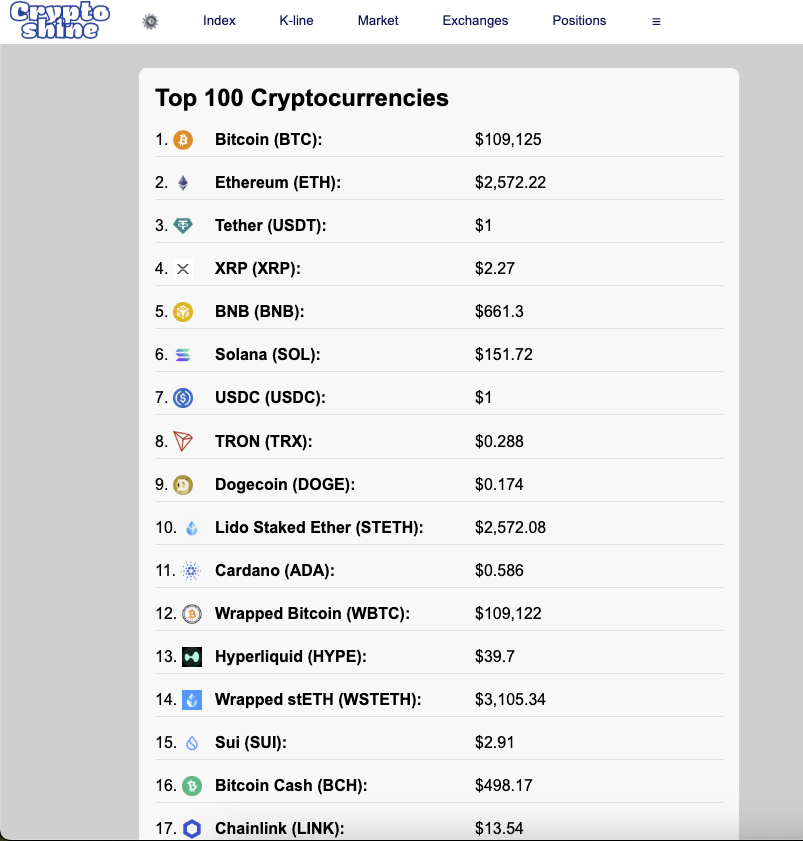 Crypto
shine
Index K-line Market Exchanges Positions ≡
Top 100 Cryptocurrencies
1. Bitcoin (BTC): $109,125
2. Ethereum (ETH): $2,572.22
3. Tether (USDT): $1
4. XRP (XRP): $2.27
5. BNB (BNB): $661.3
6. Solana (SOL): $151.72
7. USDC (USDC): $1
8. TRON (TRX): $0.288
9. Dogecoin (DOGE): $0.174
10. Lido Staked Ether (STETH): $2,572.08
11. Cardano (ADA): $0.586
12. Wrapped Bitcoin (WBTC): $109,122
13. Hyperliquid (HYPE): $39.7
14. Wrapped stETH (WSTETH): $3,105.34
15. Sui (SUI): $2.91
16. Bitcoin Cash (BCH): $498.17
17. Chainlink (LINK): $13.54